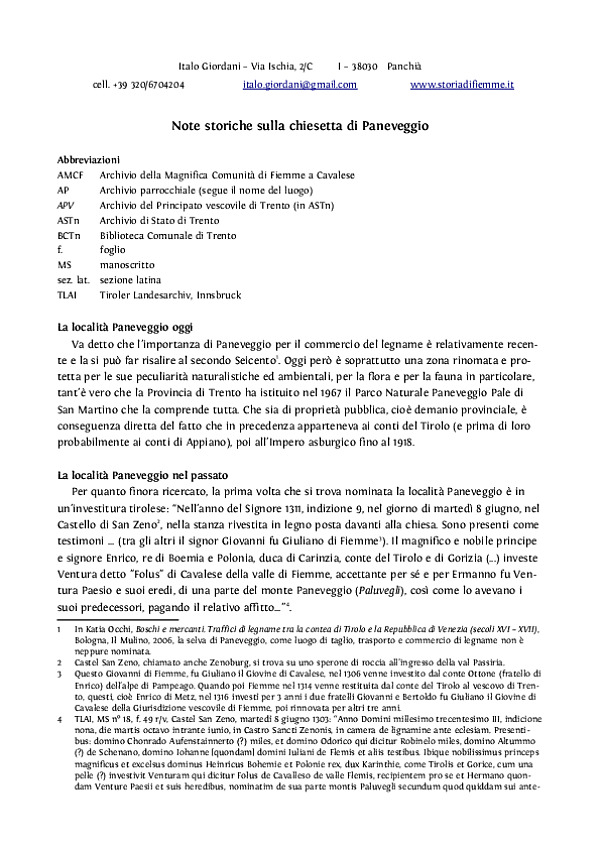 Italo Giordani – Via Ischia, 2/C I – 38030 Panchià
cell. +39 320/6704204 italo.giordani@gmail.com www.storiadifiemme.it
Note storiche sulla chiesetta di Paneveggio
Abbreviazioni
AMCF Archivio della Magnifica Comunità di Fiemme a Cavalese
AP Archivio parrocchiale (segue il nome del luogo)
APV Archivio del Principato vescovile di Trento (in ASTn)
ASTn Archivio di Stato di Trento
BCTn Biblioteca Comunale di Trento
f. foglio
MS manoscritto
sez. lat. sezione latina
TLAI Tiroler Landesarchiv, Innsbruck
La località Paneveggio oggi
Va detto che l'importanza di Paneveggio per il commercio del legname è relativamente recen-
te e la si può far risalire al secondo Seicento1. Oggi però è soprattutto una zona rinomata e pro-
tetta per le sue peculiarità naturalistiche ed ambientali, per la flora e per la fauna in particolare,
tant'è vero che la Provincia di Trento ha istituito nel 1967 il Parco Naturale Paneveggio Pale di
San Martino che la comprende tutta. Che sia di proprietà pubblica, cioè demanio provinciale, è
conseguenza diretta del fatto che in precedenza apparteneva ai conti del Tirolo (e prima di loro
probabilmente ai conti di Appiano), poi all'Impero asburgico fino al 1918.
La località Paneveggio nel passato
Per quanto finora ricercato, la prima volta che si trova nominata la località Paneveggio è in
un'investitura tirolese: "Nell'anno del Signore 1311, indizione 9, nel giorno di martedì 8 giugno, nel
Castello di San Zeno2, nella stanza rivestita in legno posta davanti alla chiesa. Sono presenti come
testimoni ... (tra gli altri il signor Giovanni fu Giuliano di Fiemme3). Il magnifico e nobile principe
e signore Enrico, re di Boemia e Polonia, duca di Carinzia, conte del Tirolo e di Gorizia (...) investe
Ventura detto "Folus" di Cavalese della valle di Fiemme, accettante per sé e per Ermanno fu Ven-
tura Paesio e suoi eredi, di una parte del monte Paneveggio (Paluvegli), così come lo avevano i
suoi predecessori, pagando il relativo affitto..."4.
1 In Katia Occhi, Boschi e mercanti. Traffici di legname tra la contea di Tirolo e la Repubblica di Venezia (secoli XVI – XVII),
Bologna, Il Mulino, 2006, la selva di Paneveggio, come luogo di taglio, trasporto e commercio di legname non è
neppure nominata.
2 Castel San Zeno, chiamato anche Zenoburg, si trova su uno sperone di roccia all'ingresso della val Passiria.
3 Questo Giovanni di Fiemme, fu Giuliano il Giovine di Cavalese, nel 1306 venne investito dal conte Ottone (fratello di
Enrico) dell'alpe di Pampeago. Quando poi Fiemme nel 1314 venne restituita dal conte del Tirolo al vescovo di Tren-
to, questi, cioè Enrico di Metz, nel 1316 investì per 3 anni i due fratelli Giovanni e Bertoldo fu Giuliano il Giovine di
Cavalese della Giurisdizione vescovile di Fiemme, poi rinnovata per altri tre anni.
4 TLAI, MS n° 18, f. 49 r/v, Castel San Zeno, martedì 8 giugno 1303: "Anno Domini millesimo trecentesimo III, indicione
nona, die martis octavo intrante iunio, in Castro Sancti Zenonis, in camera de lignamine ante eclesiam. Presenti-
bus: domino Chonrado Aufenstainnerto (?) miles, et domino Odorico qui dicitur Robinelo miles, domino Altummo
(?) de Schenano, domino Iohanne [quondam] domini Iuliani de Flemis et aliis testibus. Ibique nobilissimus princeps
magnificus et excelsus dominus Heinricus Bohemie et Polonie rex, dux Karinthie, come Tirolis et Gorice, cum una
pelle (?) investivit Venturam qui dicitur Folus de Cavalleso de valle Flemis, recipientem pro se et Hermano quon-
dam Venture Paesii et suis heredibus, nominatim de sua parte montis Paluvegli secundum quod quiddam sui ante-